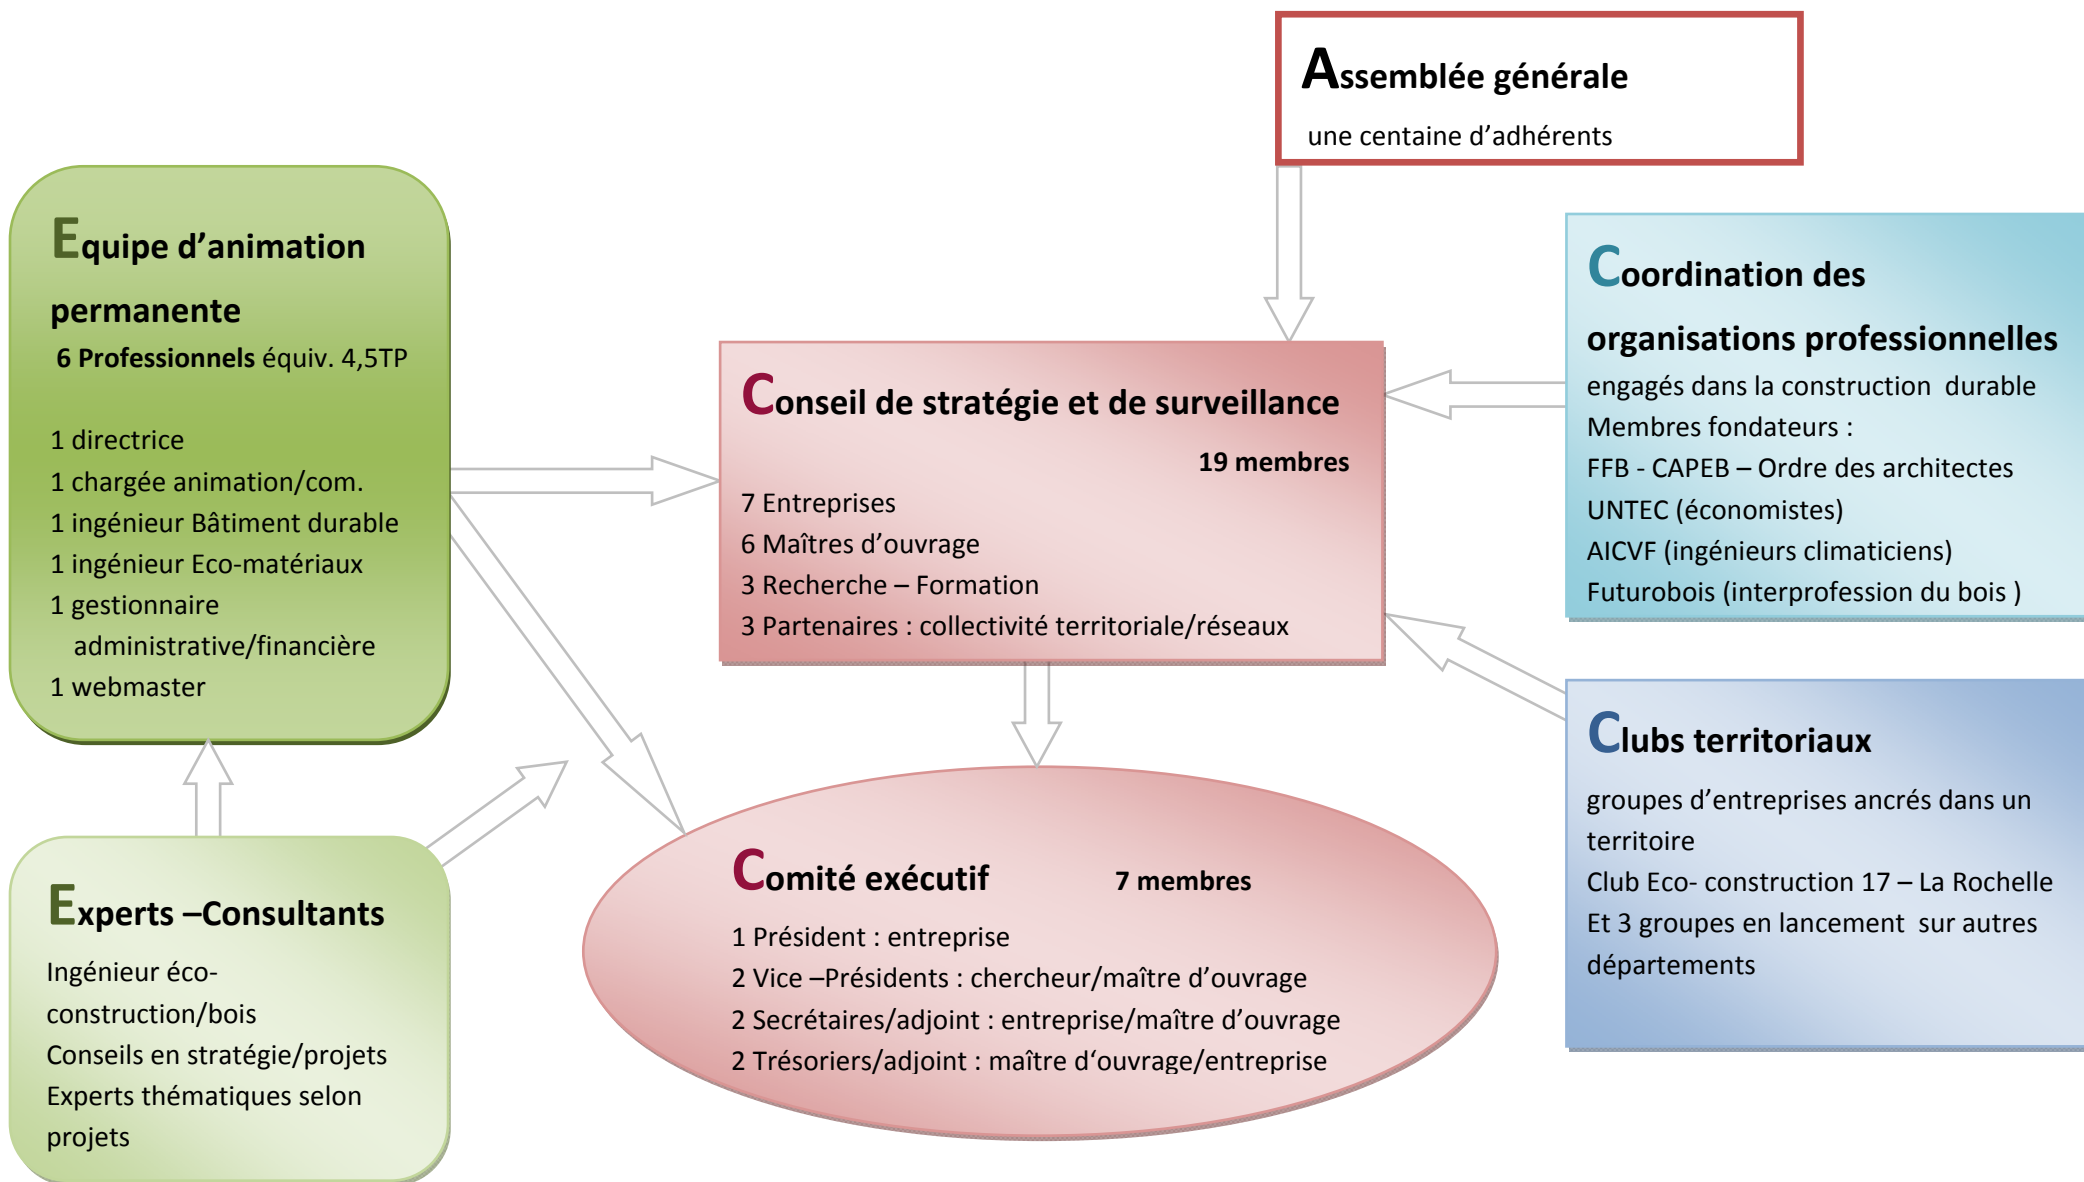 Assemblée générale
une centaine d’adhérents
Equipe d’animation
permanente
6 Professionnels équiv. 4,5TP
1 directrice
1 chargée animation/com.
1 ingénieur Bâtiment durable
1 ingénieur Eco-matériaux
1 gestionnaire
administrative/financière
1 webmaster
Conseil de stratégie et de surveillance
19 membres
7 Entreprises
6 Maîtres d’ouvrage
3 Recherche – Formation
3 Partenaires : collectivité territoriale/réseaux
Coordination des
organisations professionnelles
engagés dans la construction durable
Membres fondateurs :
FFB - CAPEB – Ordre des architectes
UNTEC (économistes)
AICVF (ingénieurs climaticiens)
Futurobois (interprofession du bois )
Clubs territoriaux
groupes d’entreprises ancrés dans un
territoire
Club Eco- construction 17 – La Rochelle
Et 3 groupes en lancement sur autres
départements
Experts –Consultants
Ingénieur éco-
construction/bois
Conseils en stratégie/projets
Experts thématiques selon
projets
Comité exécutif 7 membres
1 Président : entreprise
2 Vice –Présidents : chercheur/maître d’ouvrage
2 Secrétaires/adjoint : entreprise/maître d’ouvrage
2 Trésoriers/adjoint : maître d‘ouvrage/entreprise